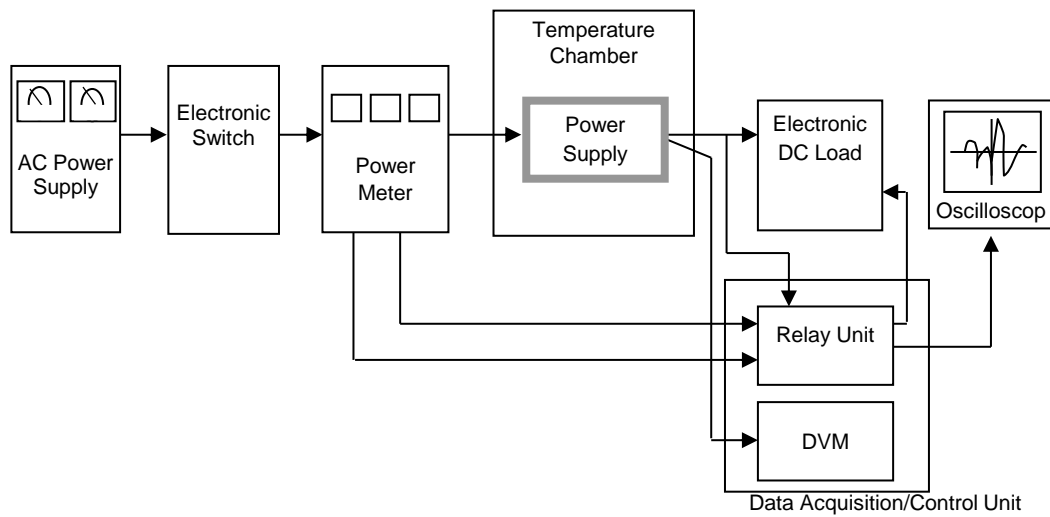 Temperature
Chamber
AC Power
Supply
Electronic
Switch
Power
Meter
Power
Supply
Electronic
DC Load
Oscilloscop
Relay Unit
DVM
Data Acquisition/Control Unit